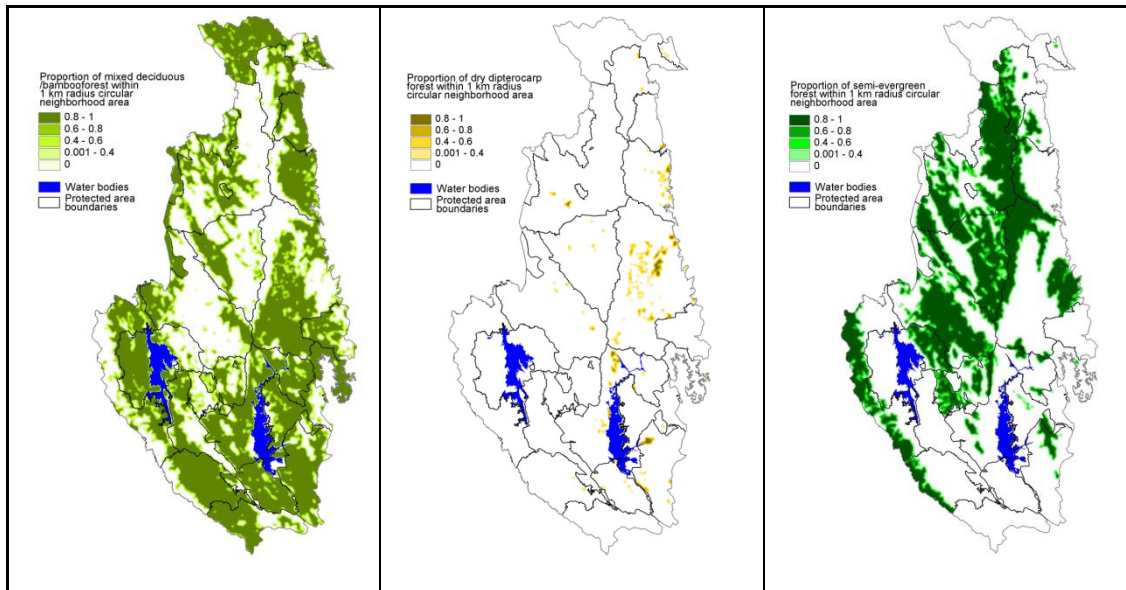 Proportion of mixed deciduous
/bambooforest within
1 km radius circular
neighborhood area
0.8 - 1
0.6 - 0.8
0.4 - 0.6
0.001 - 0.4
0
Water bodies
Protected area
boundaries
Proportion of dry dipterocarp
forest within 1 km radius
circular neighborhood area
0.8 - 1
0.6 - 0.8
0.4 - 0.6
0.001 - 0.4
0
Water bodies
Protected area
boundaries
Proportion of semi-evergreen
forest within 1 km radius circular
neighborhood area
0.8 - 1
0.6 - 0.8
0.4 - 0.6
0.001 - 0.4
0
Water bodies
Protected area
boundaries